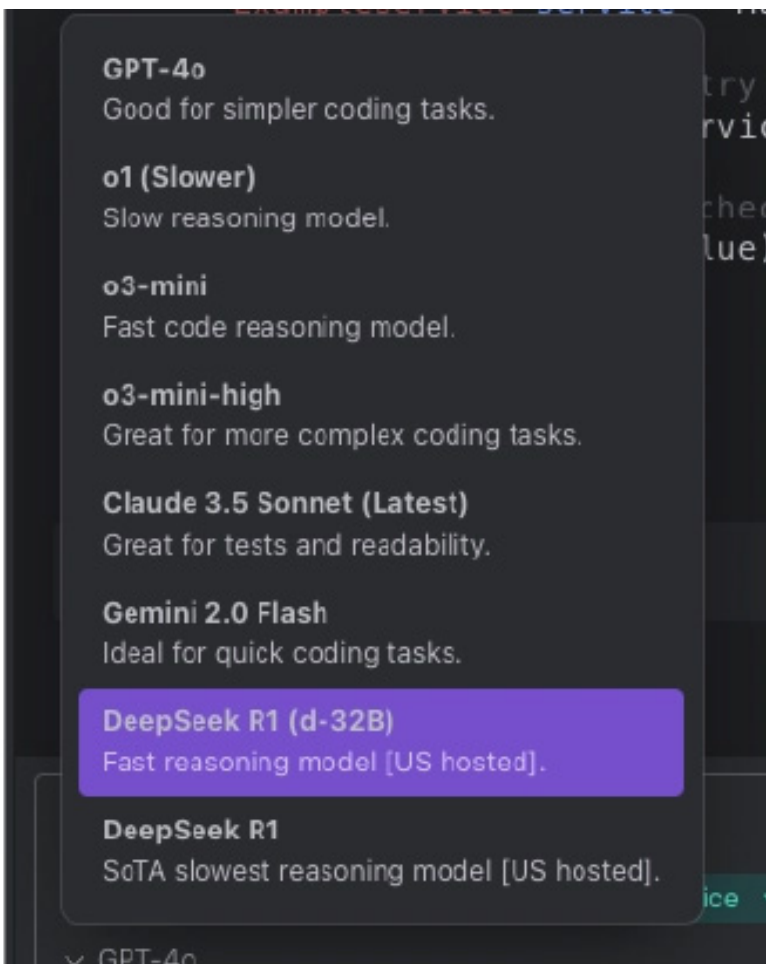 GPT-4o
Good for simpler coding tasks.
o1 (Slower)
Slow reasoning model.
o3-mini
Fast code reasoning model.
o3-mini-high
Great for more complex coding tasks.
Claude 3.5 Sonnet (Latest)
Great for tests and readability.
Gemini 2.0 Flash
Ideal for quick coding tasks.
DeepSeek R1 (d-32B)
Fast reasoning model [US hosted].
DeepSeek R1
SoTA slowest reasoning model [US hosted].
GPT-4o